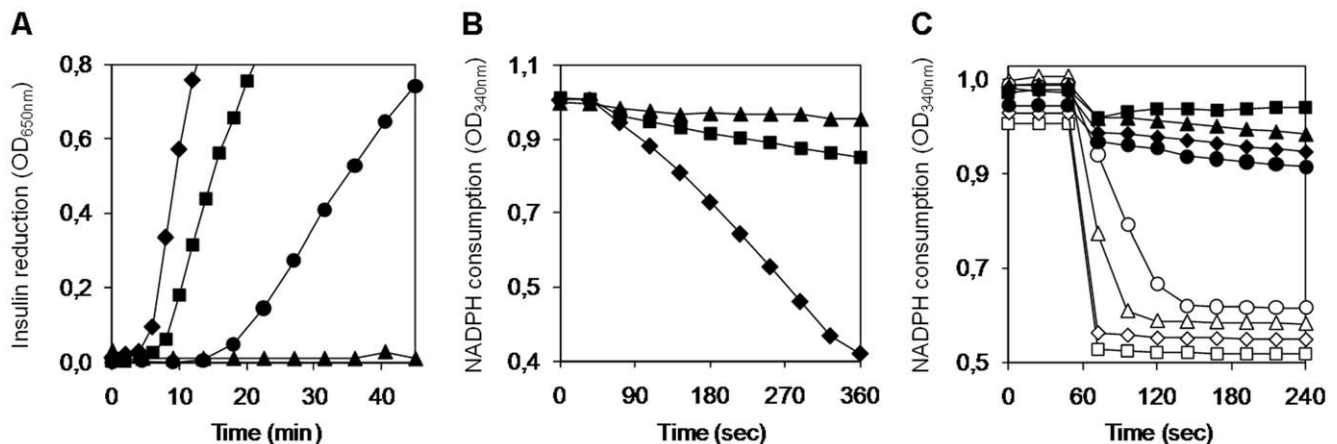 A
Insulin reduction (OD650nm)
0,8
0,6
0,4
0,2
0,0
0 10 20 30 40
Time (min)
B
NADPH consumption (OD340nm)
1,1
0,9
0,7
0,5
0,4
0 90 180 270 360
Time (sec)
C
NADPH consumption (OD340nm)
1,0
0,8
0,7
0,5
0 60 120 180 240
Time (sec)